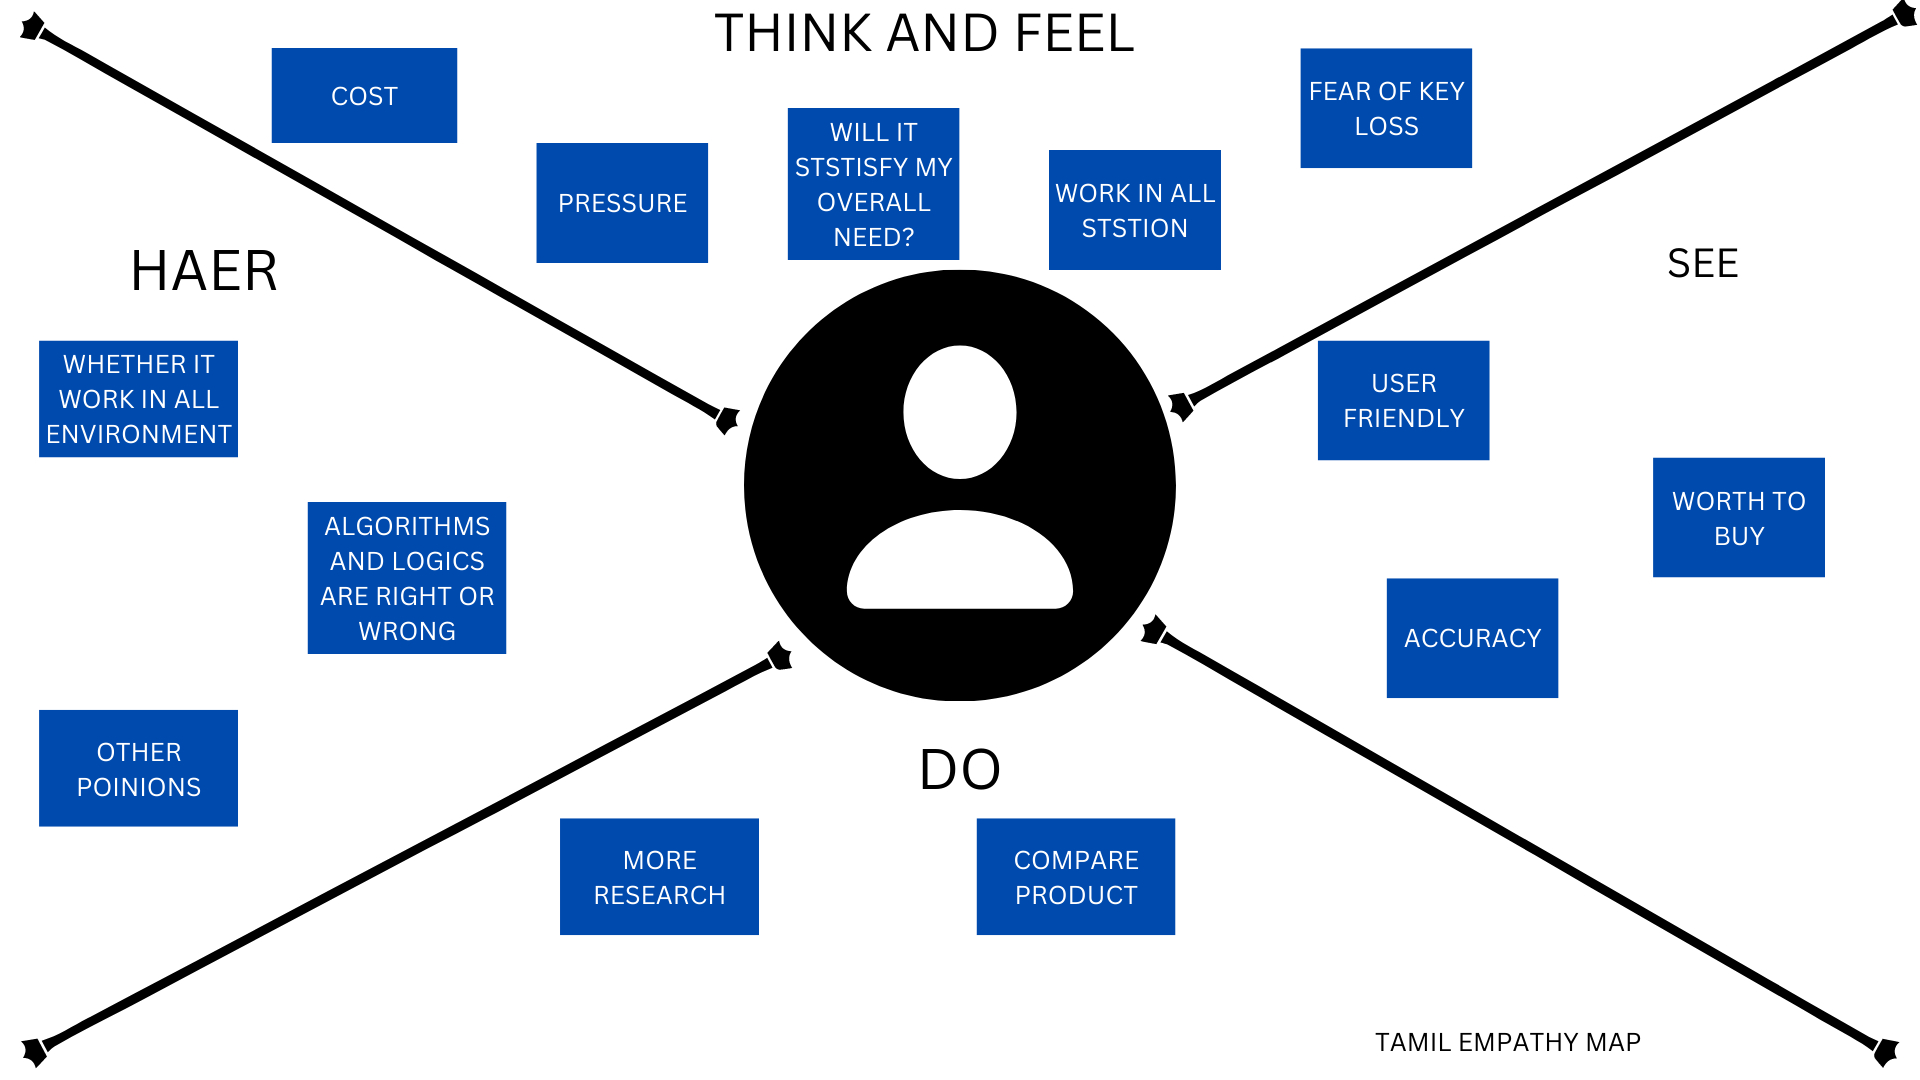 THINK AND FEEL
COST
PRESSURE
WILL IT
STSTISFY MY
OVERALL
NEED?
WORK IN ALL
STSTION
FEAR OF KEY
LOSS
HAER
WHETHER IT
WORK IN ALL
ENVIRONMENT
ALGORITHMS
AND LOGICS
ARE RIGHT OR
WRONG
OTHER
POINIONS
SEE
USER
FRIENDLY
WORTH TO
BUY
ACCURACY
DO
MORE
RESEARCH
COMPARE
PRODUCT
TAMIL EMPATHY MAP